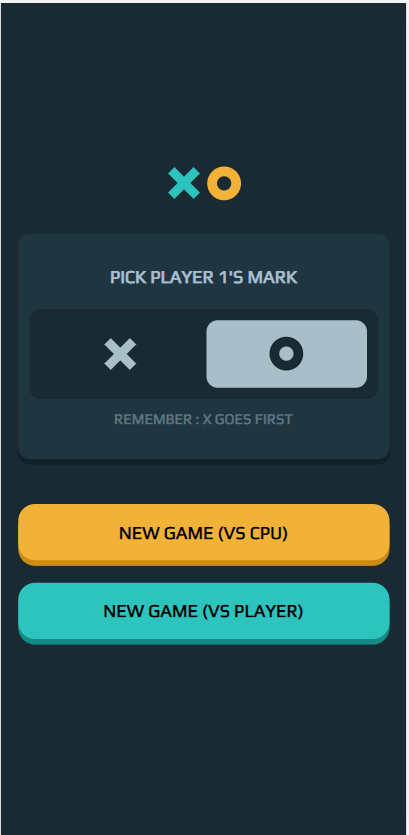 PICK PLAYER 1'S MARK
REMEMBER : X GOES FIRST
NEW GAME (VS CPU)
NEW GAME (VS PLAYER)